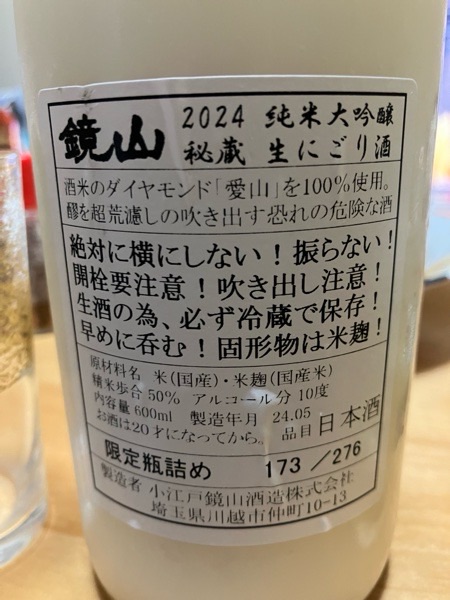 鏡山
2024 純米大吟醸
秘蔵 生にごり酒
酒米のダイヤモンド「愛山」を100%使用。
醪を超荒濾しの吹き出す恐れの危険な酒
絶対に横にしない！振らない！
開栓要注意！吹き出し注意！
生酒の為、必ず冷蔵で保存！
早めに呑む！固形物は米麹！
原材料名 米(国産)・米麹(国産米)
精米歩合 50% アルコール分 10度
内容量 600ml 製造年月 24.05
お酒は20才になってから。 品目 日本酒
限定瓶詰め 173 / 276
製造者 小江戸鏡山酒造株式会社
埼玉県川越市仲町10-13